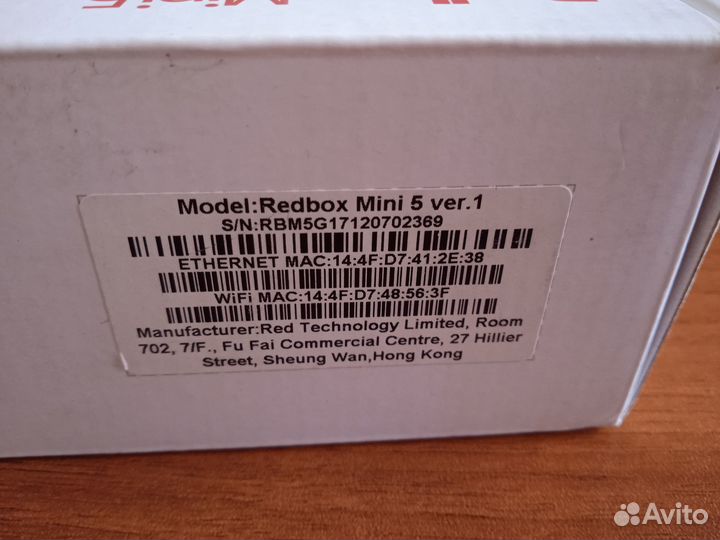 Mini5
Model:Redbox Mini 5 ver.1
S/N:RBM5G17120702369
ETHERNET MAC:14:4F:D7:41:2E:38
WiFi MAC:14:4F:D7:48:56:3F
Manufacturer:Red Technology Limited, Room
702, 7/F., Fu Fai Commercial Centre, 27 Hillier
Street, Sheung Wan,Hong Kong
Avito